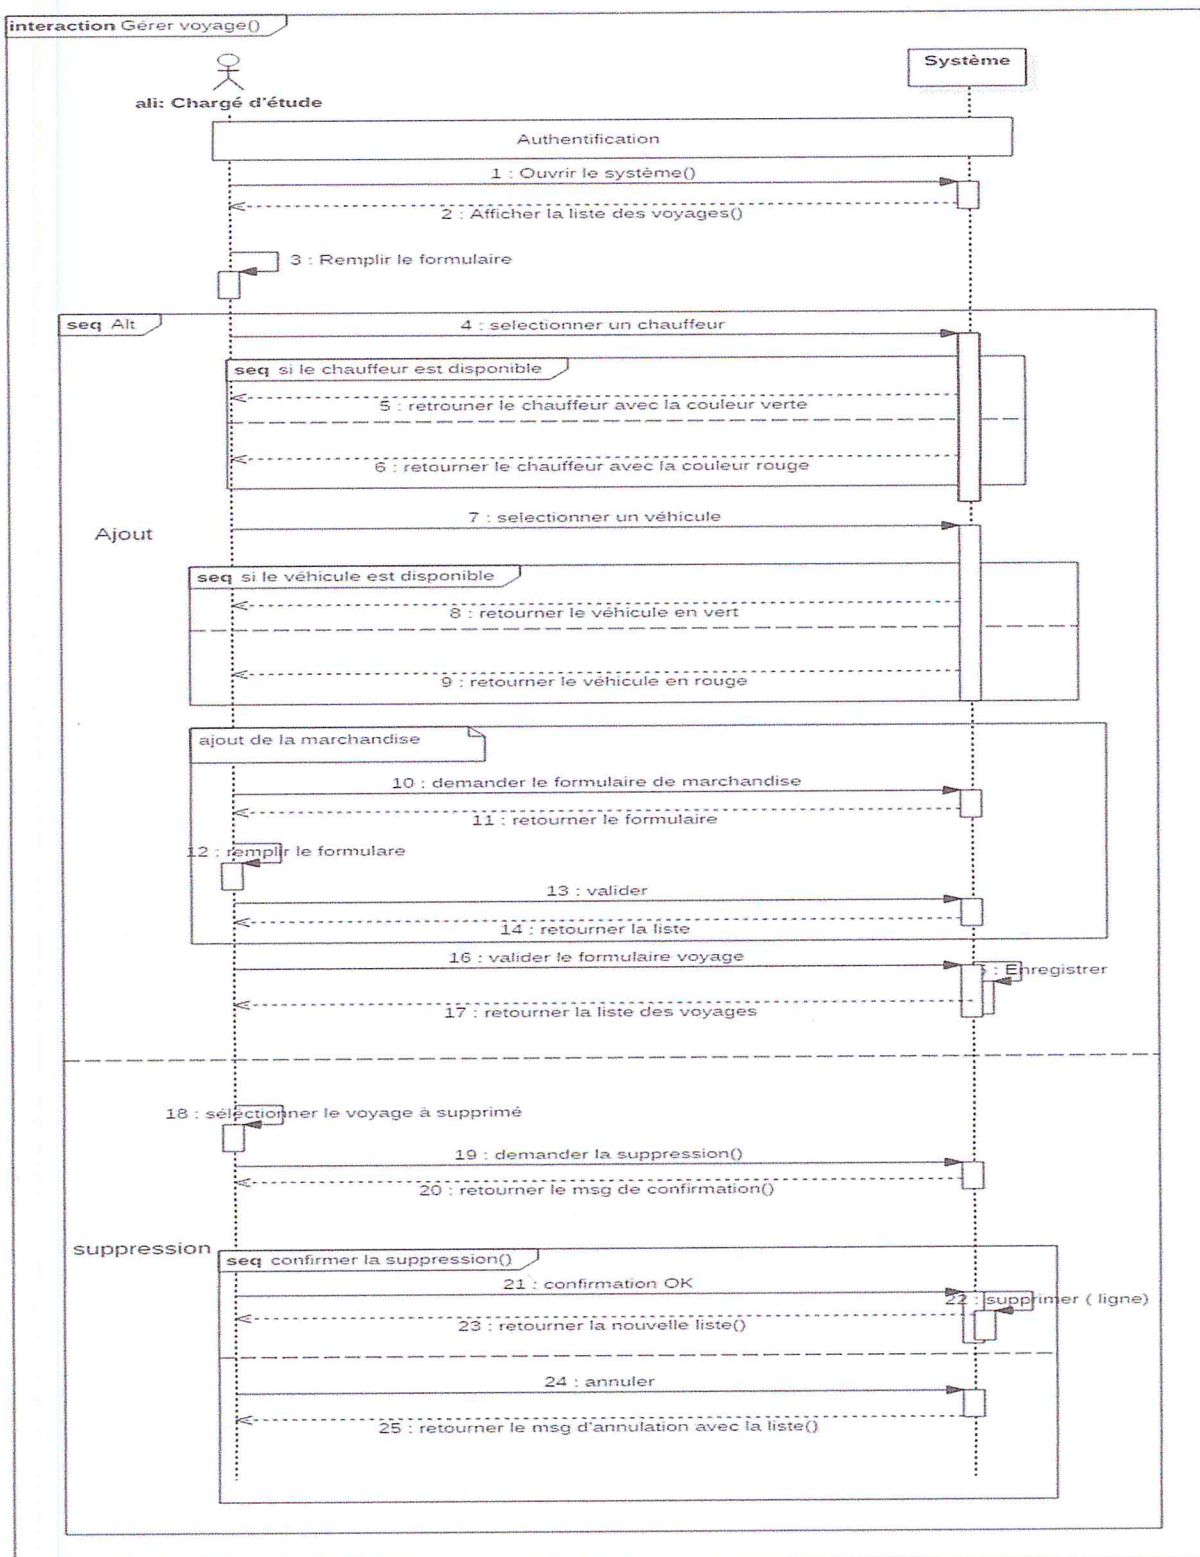 interaction Gérer voyage()
Système
ali: Chargé d'étude
Authentification
1 : Ouvrir le système()
2 : Afficher la liste des voyages()
3 : Remplir le formulaire
seq Alt
4 : selectionner un chauffeur
seq si le chauffeur est disponible
5 : retrouner le chauffeur avec la couleur verte
6 : retourner le chauffeur avec la couleur rouge
7 : selectionner un véhicule
Ajout
seq si le véhicule est disponible
8 : retourner le véhicule en vert
9 : retourner le véhicule en rouge
ajout de la marchandise
10 : demander le formulaire de marchandise
11 : retourner le formulaire
12 : remplir le formulare
13 : valider
14 : retourner la liste
16 : valider le formulaire voyage
: Enregistrer
17 : retourner la liste des voyages
18 : séléctionner le voyage à supprimé
19 : demander la suppression()
20 : retourner le msg de confirmation()
suppression
seq confirmer la suppression()
21 : confirmation OK
22 : supprimer ( ligne)
23 : retourner la nouvelle liste()
24 : annuler
25 : retourner le msg d'annulation avec la liste()